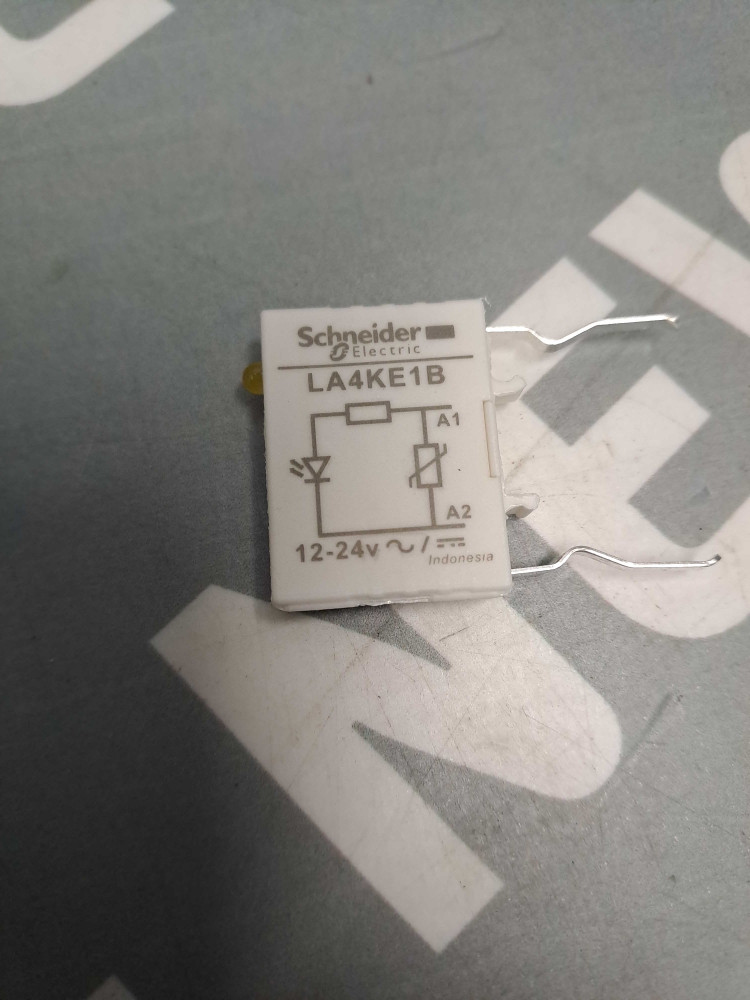 Schneider
Electric
LA4KE1B
A1
A2
12-24v ~ / ⎓
Indonesia